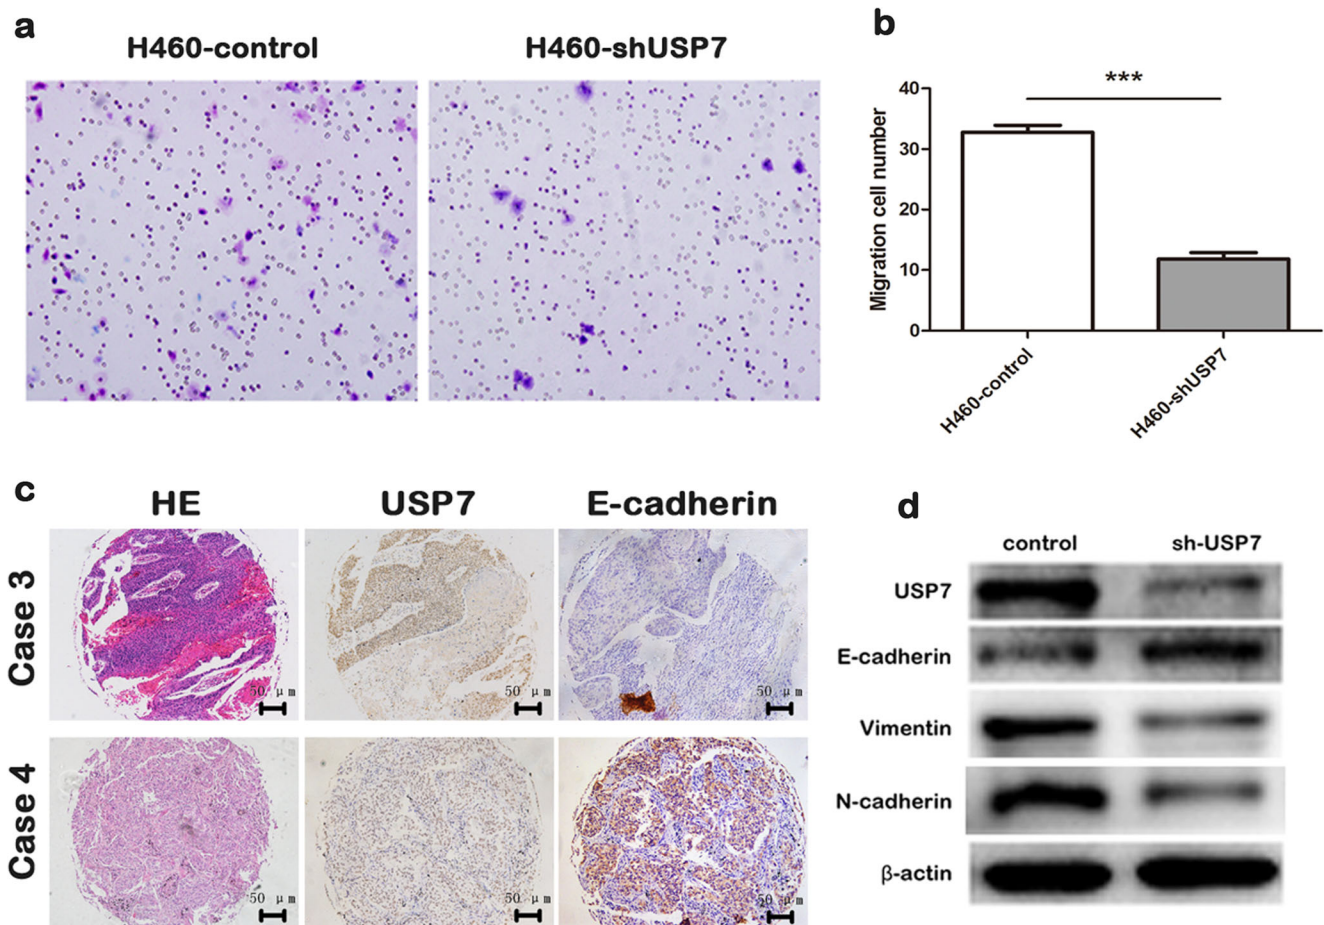 a
H460-control
H460-shUSP7
b
***
40
30
20
10
0
Migration cell number
H460-control
H460-shUSP7
c
HE
USP7
E-cadherin
Case 3
50 μm
50 μm
50 μm
Case 4
50 μm
50 μm
50 μm
d
control
sh-USP7
USP7
E-cadherin
Vimentin
N-cadherin
β-actin